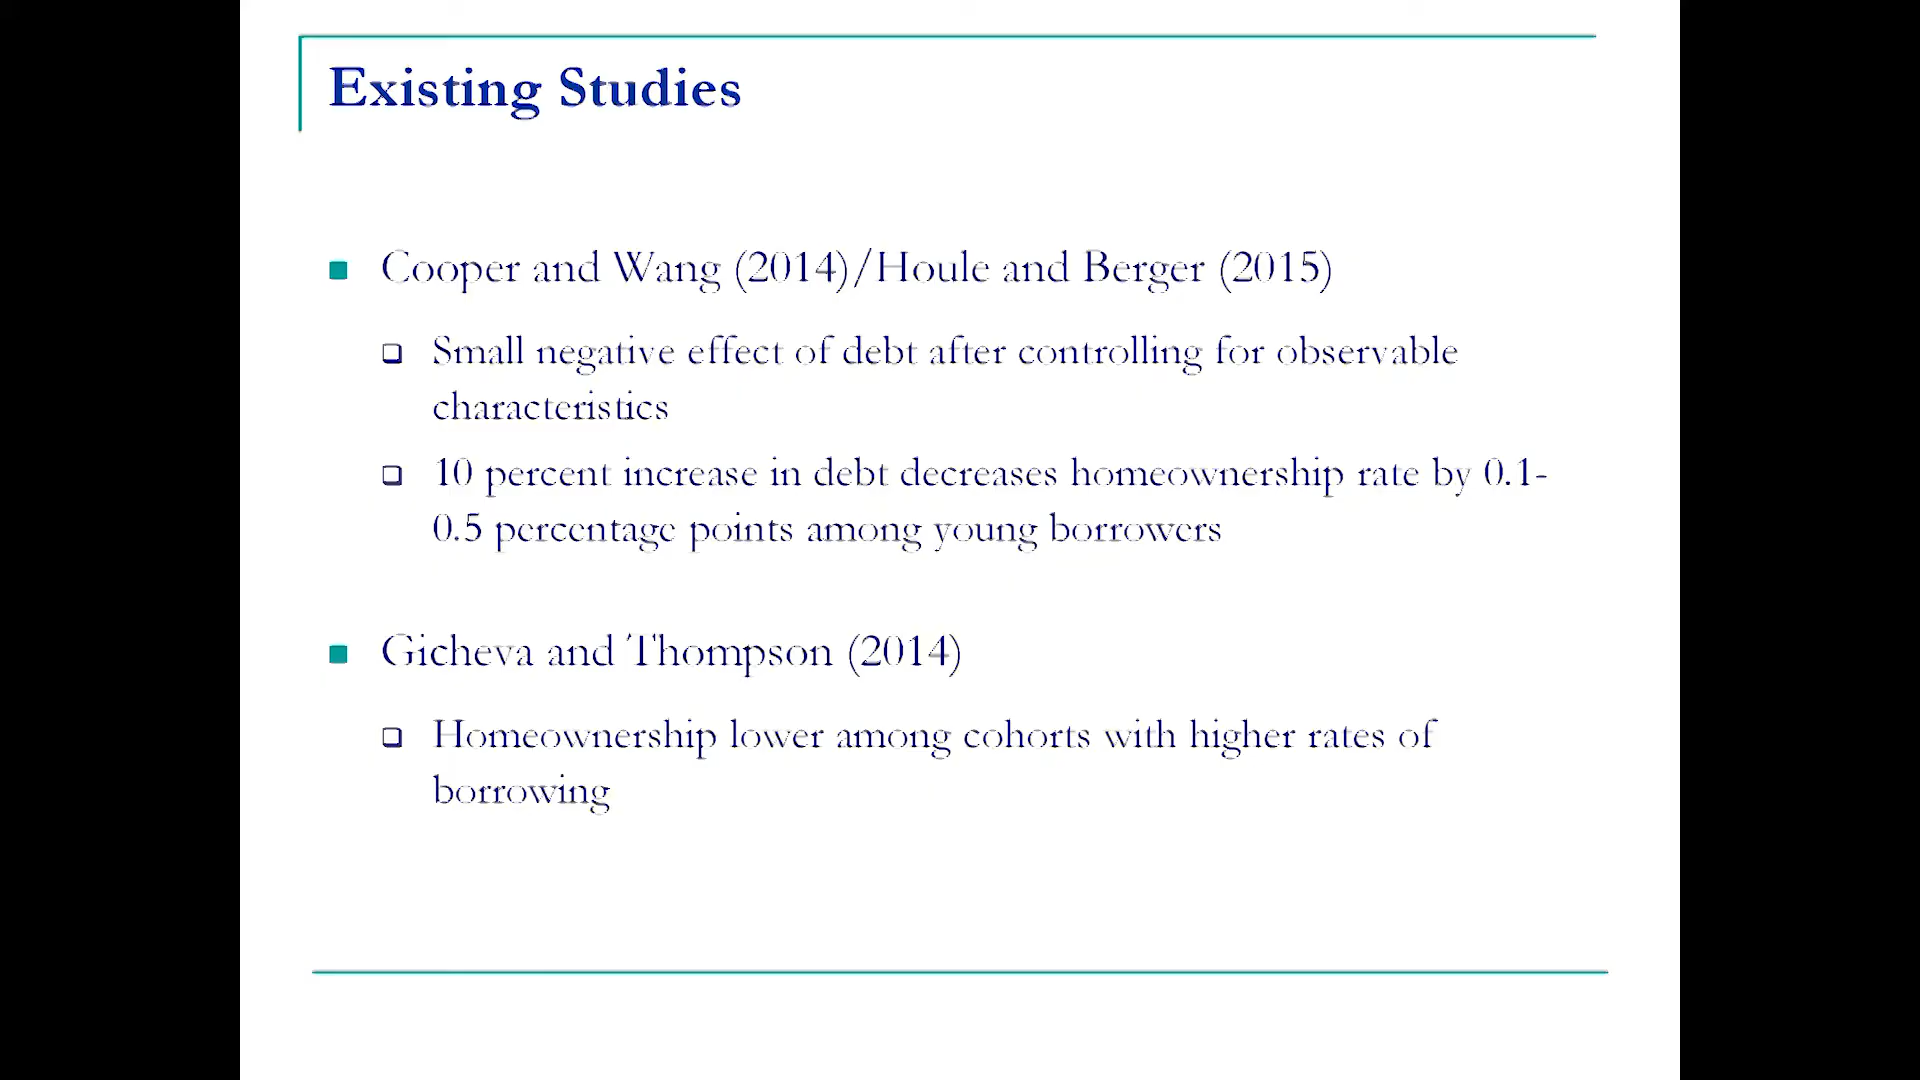 Existing Studies
Cooper and Wang (2014)/Houle and Berger (2015)
Small negative effect of debt after controlling for observable
characteristics
10 percent increase in debt decreases homeownership rate by 0.1-
0.5 percentage points among young borrowers
Gicheva and Thompson (2014)
Homeownership lower among cohorts with higher rates of
borrowing